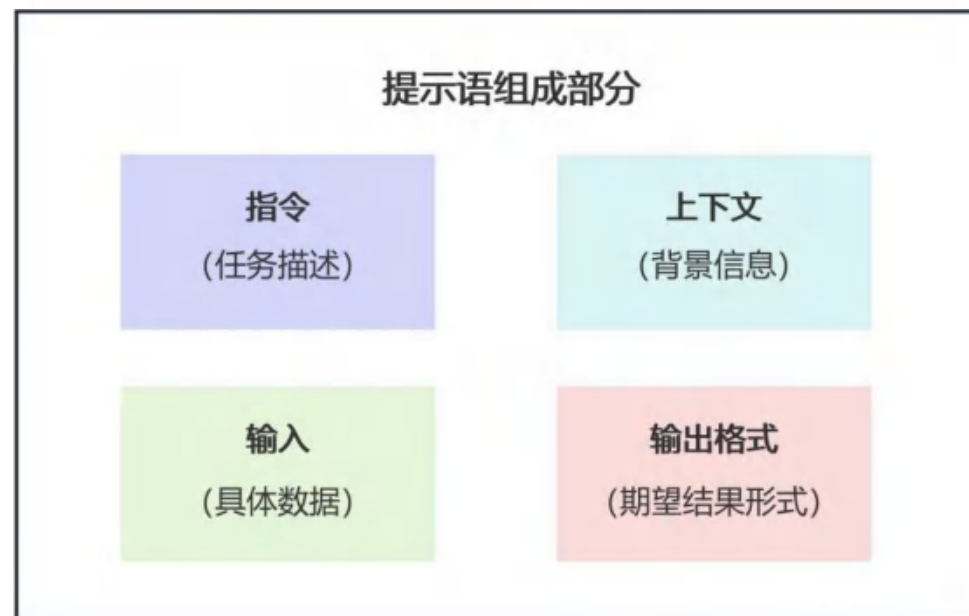 提示语组成部分
指令
(任务描述)
上下文
(背景信息)
输入
(具体数据)
输出格式
(期望结果形式)